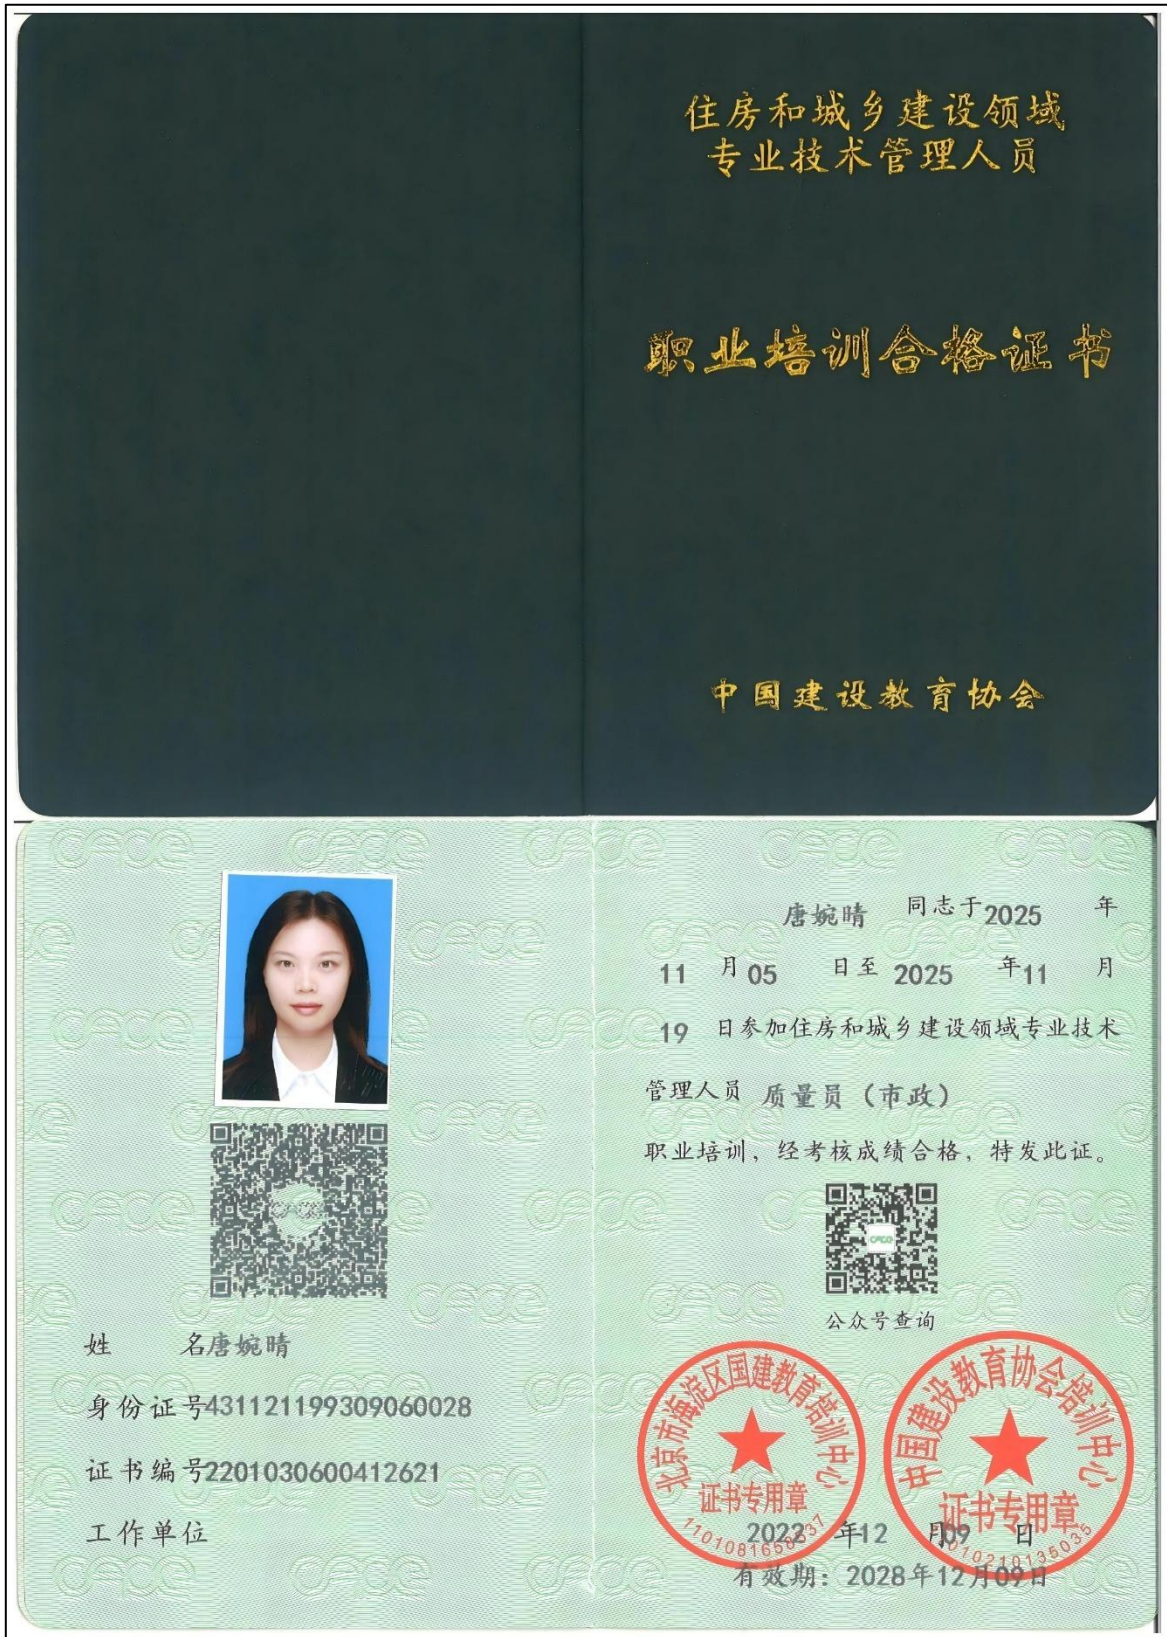 住房和城乡建设领域
专业技术管理人员
职业培训合格证书
中国建设教育协会
姓 名唐婉晴
身份证号431121199309060028
证书编号2201030600412621
工作单位
唐婉晴 同志于2025 年
11 月05 日至 2025 年11 月
19 日参加住房和城乡建设领域专业技术
管理人员 质量员（市政）
职业培训，经考核成绩合格，特发此证。
cece
公众号查询
北京市海淀区国建教育培训中心
证书专用章
中国建设教育协会培训中心
证书专用章
11010210135035
2022 年12 月09 日
有效期：2028年12月09日